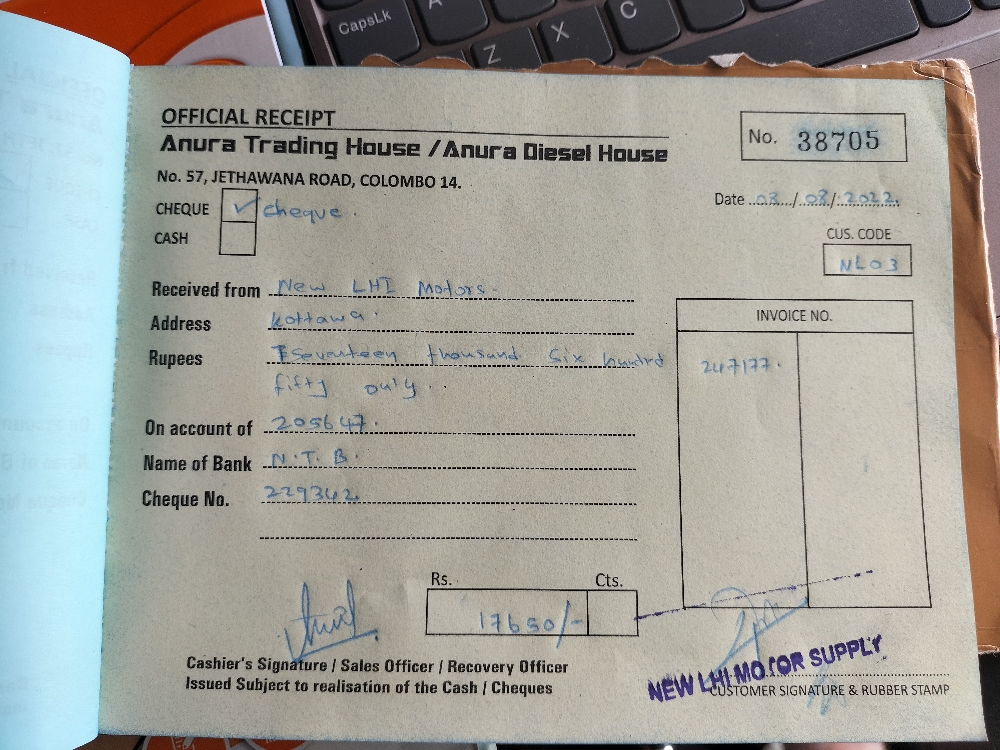 CapsLk
A
Z
X
C
OFFICIAL RECEIPT
Anura Trading House / Anura Diesel House
No. 57, JETHAWANA ROAD, COLOMBO 14.
No. 38705
Date 03/03/2022
CHEQUE ✓ cheque.
CASH
CUS. CODE
NL03
Received from New LHI Motors-
Address kottawa.
Rupees Seventeen thousand Six hundrd
fifty only..
On account of 205647.
Name of Bank N.T.B.
Cheque No. 229342.
INVOICE NO.
247177.
Rs. Cts.
17650/-
Cashier's Signature / Sales Officer / Recovery Officer
Issued Subject to realisation of the Cash / Cheques
NEW LHI MOTOR SUPPLY
CUSTOMER SIGNATURE & RUBBER STAMP